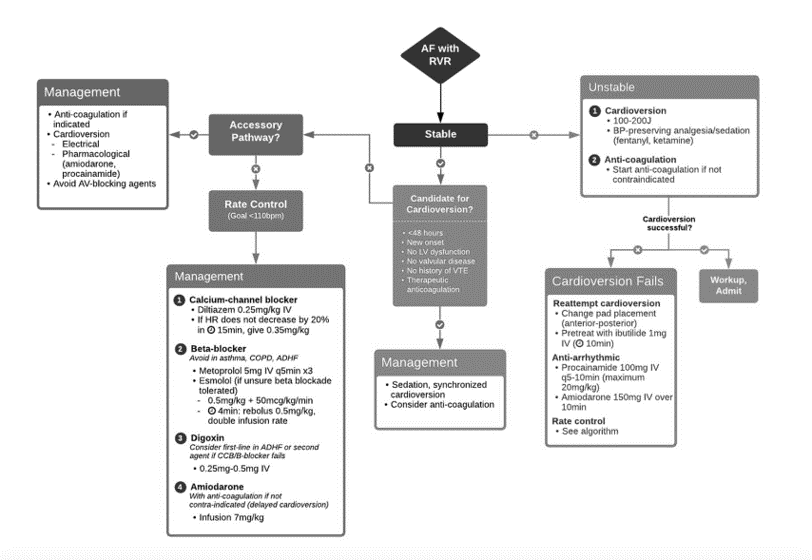 AF with
RVR
Stable
Unstable
1 Cardioversion
• 100-200J
• BP-preserving analgesia/sedation
(fentanyl, ketamine)
2 Anti-coagulation
• Start anti-coagulation if not
contraindicated
Cardioversion
successful?
Cardioversion Fails
Reattempt cardioversion
• Change pad placement
(anterior-posterior)
• Pretreat with ibutilide 1mg
IV (10min)
Anti-arrhythmic
• Procainamide 100mg IV
q5-10min (maximum
20mg/kg)
• Amiodarone 150mg IV over
10min
Rate control
• See algorithm
Workup,
Admit
Candidate for
Cardioversion?
• <48 hours
• New onset
• No LV dysfunction
• No valvular disease
• No history of VTE
• Therapeutic
anticoagulation
Management
• Sedation, synchronized
cardioversion
• Consider anti-coagulation
Accessory
Pathway?
Management
• Anti-coagulation if
indicated
• Cardioversion
- Electrical
- Pharmacological
(amiodarone,
procainamide)
• Avoid AV-blocking agents
Rate Control
(Goal <110bpm)
Management
1 Calcium-channel blocker
• Diltiazem 0.25mg/kg IV
• If HR does not decrease by 20%
in 15min, give 0.35mg/kg
2 Beta-blocker
Avoid in asthma, COPD, ADHF
• Metoprolol 5mg IV q5min x3
• Esmolol (if unsure beta blockade
tolerated)
- 0.5mg/kg + 50mcg/kg/min
- 4min: rebolus 0.5mg/kg,
double infusion rate
3 Digoxin
Consider first-line in ADHF or second
agent if CCB/B-blocker fails
• 0.25mg-0.5mg IV
4 Amiodarone
With anti-coagulation if not
contra-indicated (delayed cardioversion)
• Infusion 7mg/kg